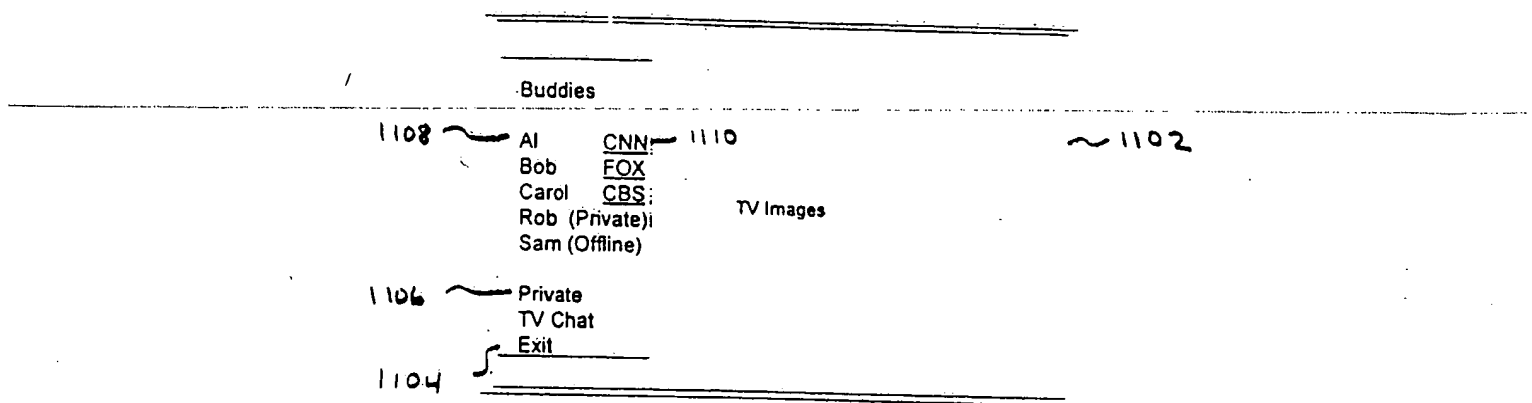 Buddies
1108 Al CNN 1110 1102
Bob FOX
Carol CBS
Rob (Private)
TV Images
Sam (Offline)
1106 Private
TV Chat
Exit
1104